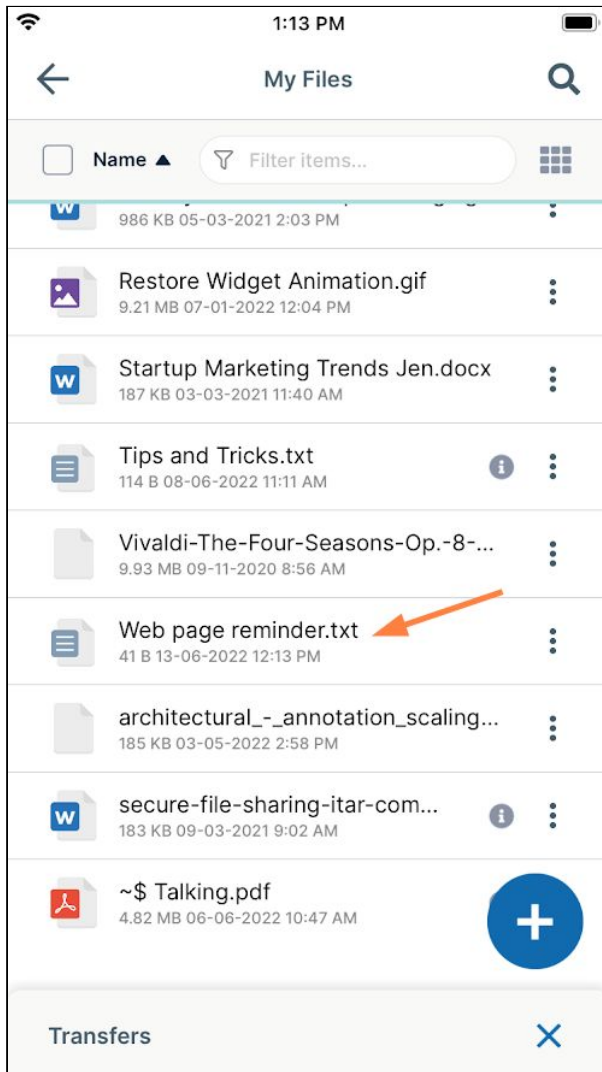 1:13 PM
My Files
Name ▲ Filter items...
W
986 KB 05-03-2021 2:03 PM
Restore Widget Animation.gif
9.21 MB 07-01-2022 12:04 PM
W
Startup Marketing Trends Jen.docx
187 KB 03-03-2021 11:40 AM
Tips and Tricks.txt
114 B 08-06-2022 11:11 AM
Vivaldi-The-Four-Seasons-Op.-8-...
9.93 MB 09-11-2020 8:56 AM
Web page reminder.txt
41 B 13-06-2022 12:13 PM
architectural_-_annotation_scaling...
185 KB 03-05-2022 2:58 PM
W
secure-file-sharing-itar-com...
183 KB 09-03-2021 9:02 AM
~$ Talking.pdf
4.82 MB 06-06-2022 10:47 AM
Transfers